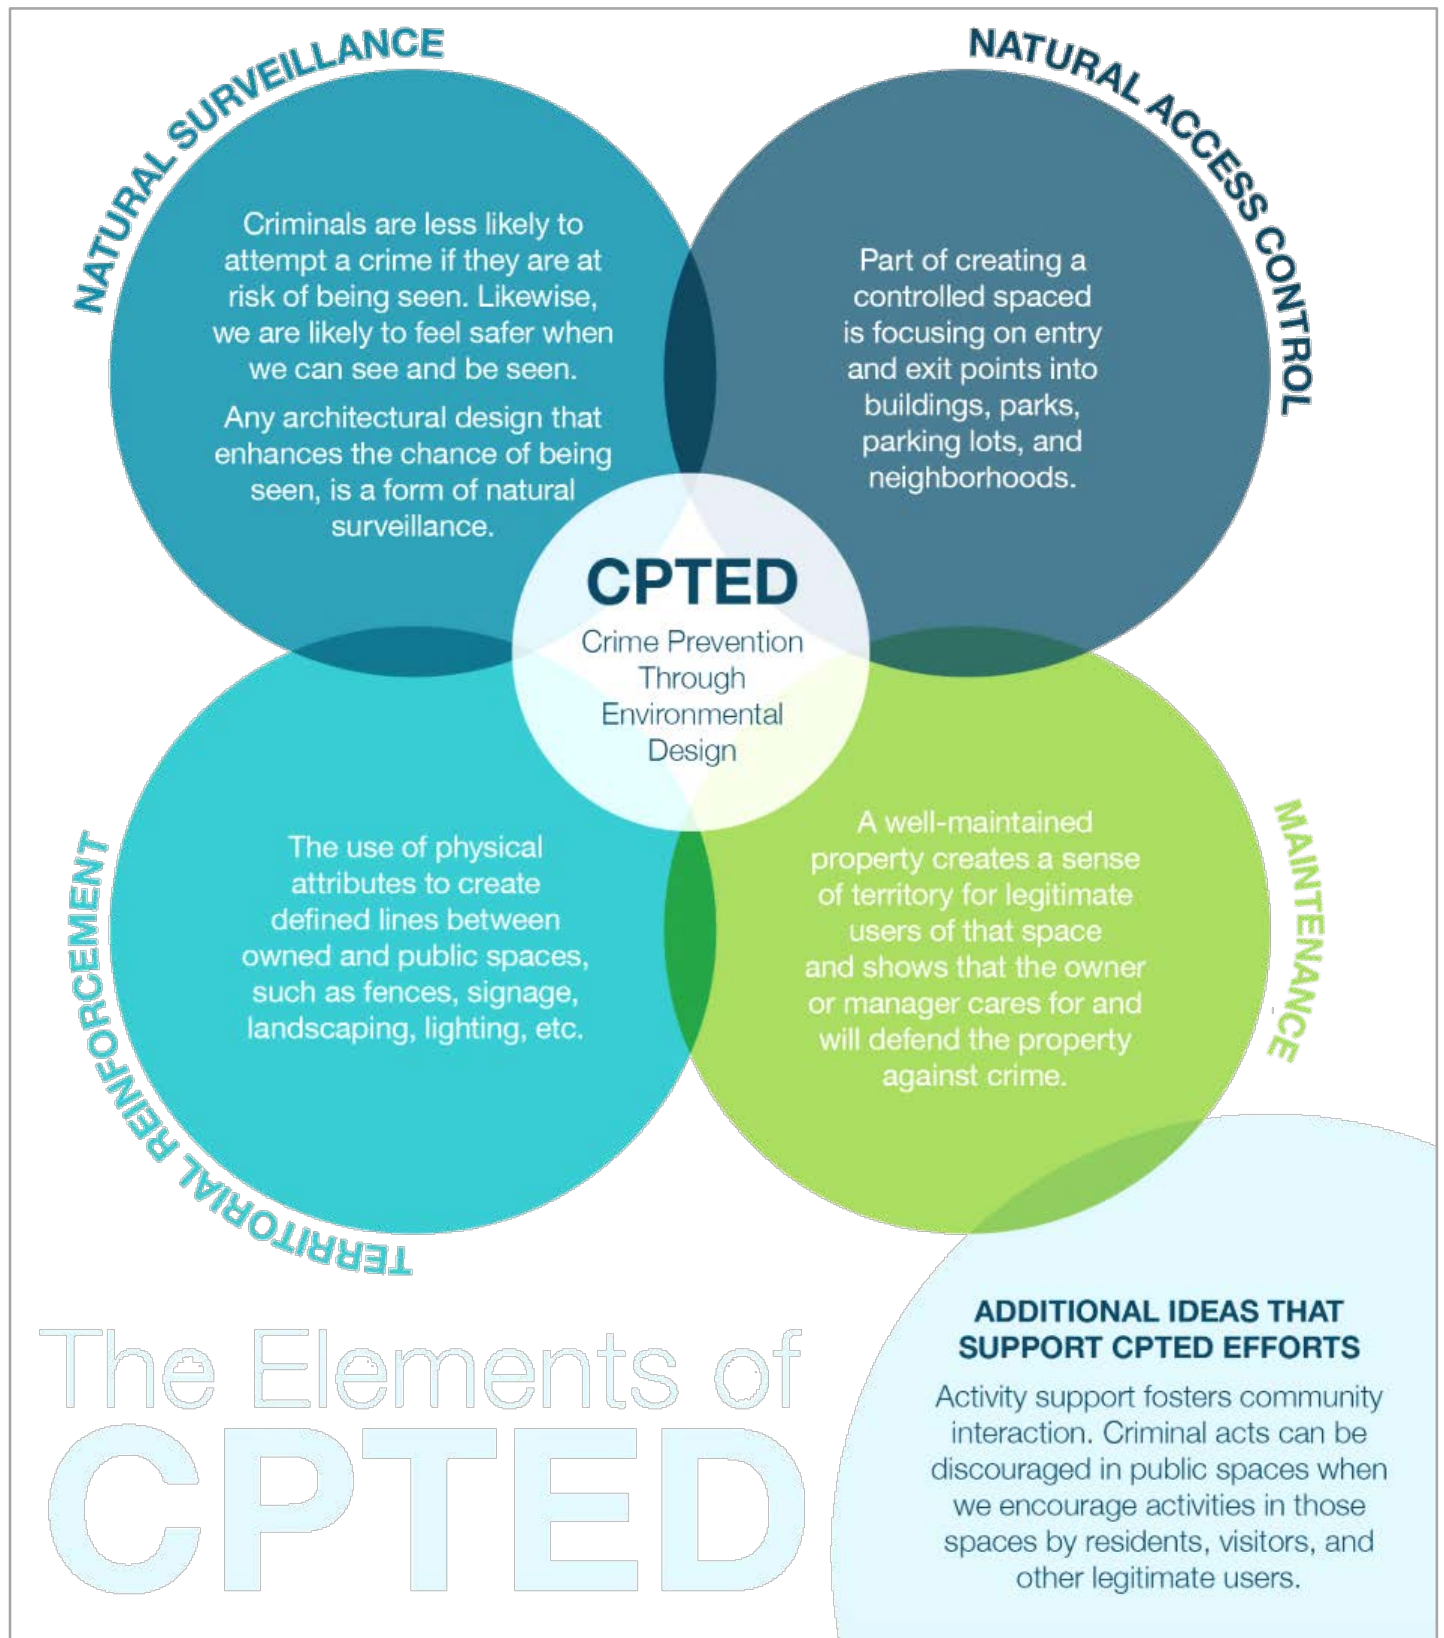 NATURAL SURVEILLANCE
Criminals are less likely to
attempt a crime if they are at
risk of being seen. Likewise,
we are likely to feel safer when
we can see and be seen.
Any architectural design that
enhances the chance of being
seen, is a form of natural
surveillance.
NATURAL ACCESS CONTROL
Part of creating a
controlled spaced
is focusing on entry
and exit points into
buildings, parks,
parking lots, and
neighborhoods.
CPTED
Crime Prevention
Through
Environmental
Design
TERRITORIAL REINFORCEMENT
The use of physical
attributes to create
defined lines between
owned and public spaces,
such as fences, signage,
landscaping, lighting, etc.
MAINTENANCE
A well-maintained
property creates a sense
of territory for legitimate
users of that space
and shows that the owner
or manager cares for and
will defend the property
against crime.
The Elements of
CPTED
ADDITIONAL IDEAS THAT
SUPPORT CPTED EFFORTS
Activity support fosters community
interaction. Criminal acts can be
discouraged in public spaces when
we encourage activities in those
spaces by residents, visitors, and
other legitimate users.